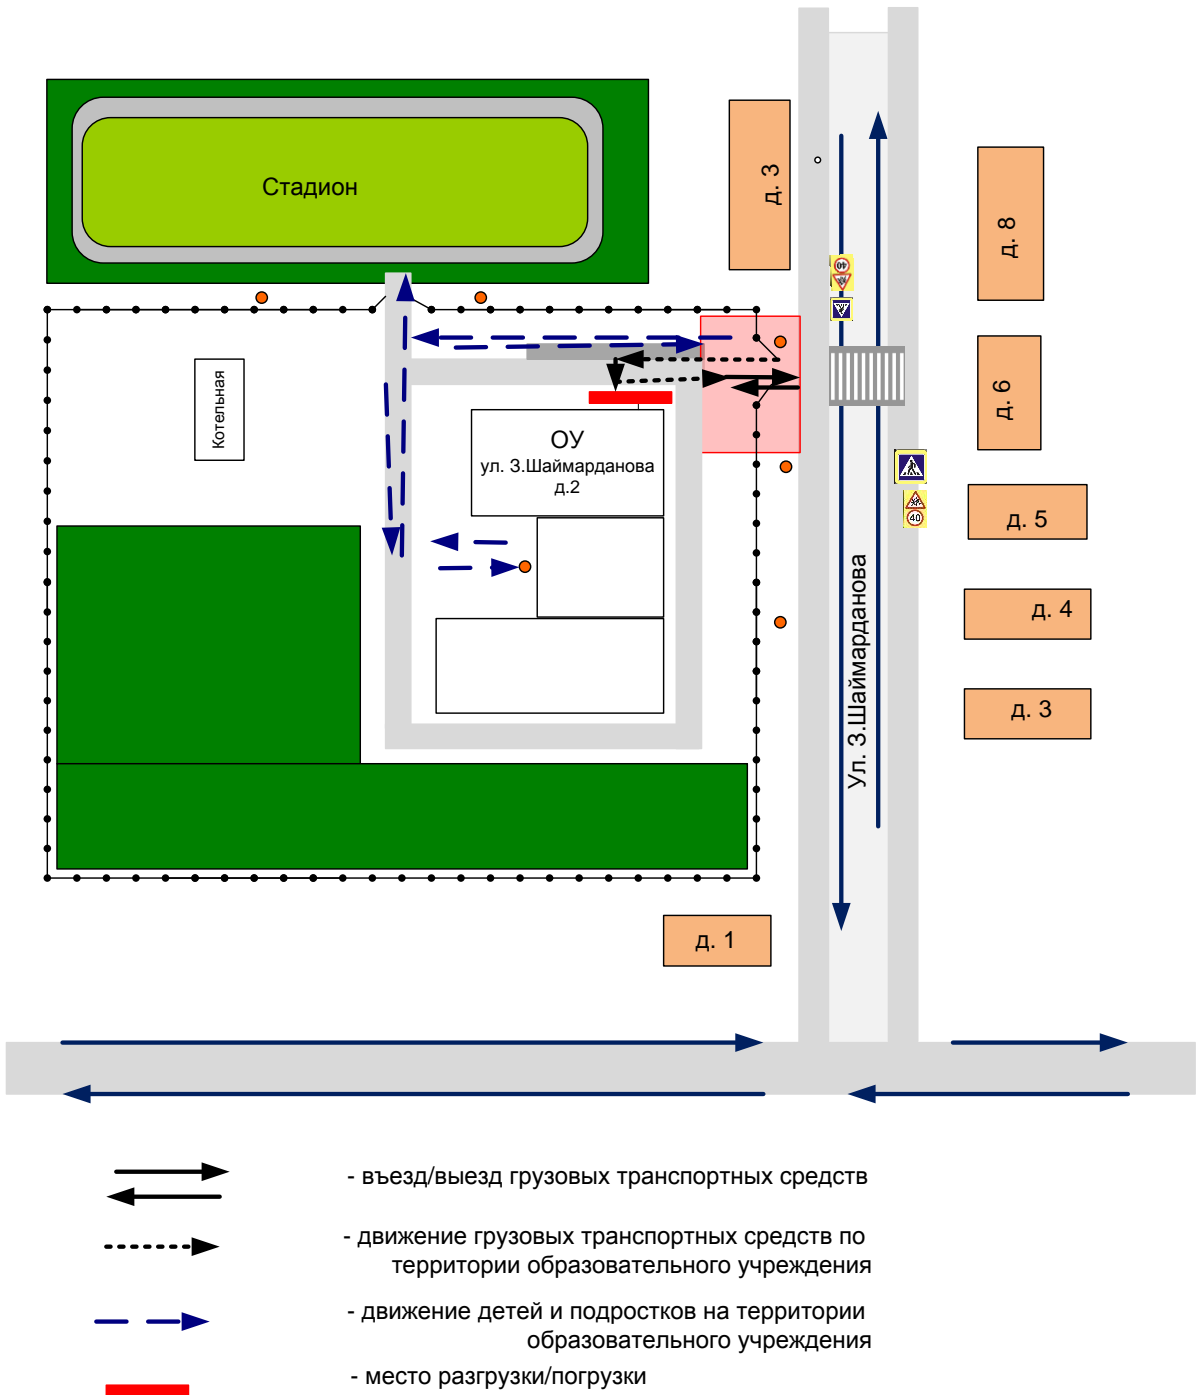 Стадион
д. 3
д. 8
40
Котельная
ОУ
ул. З.Шаймарданова
д.2
д. 6
д. 5
40
д. 4
Ул. З.Шаймарданова
д. 3
д. 1
- въезд/выезд грузовых транспортных средств
- движение грузовых транспортных средств по
территории образовательного учреждения
- движение детей и подростков на территории
образовательного учреждения
- место разгрузки/погрузки